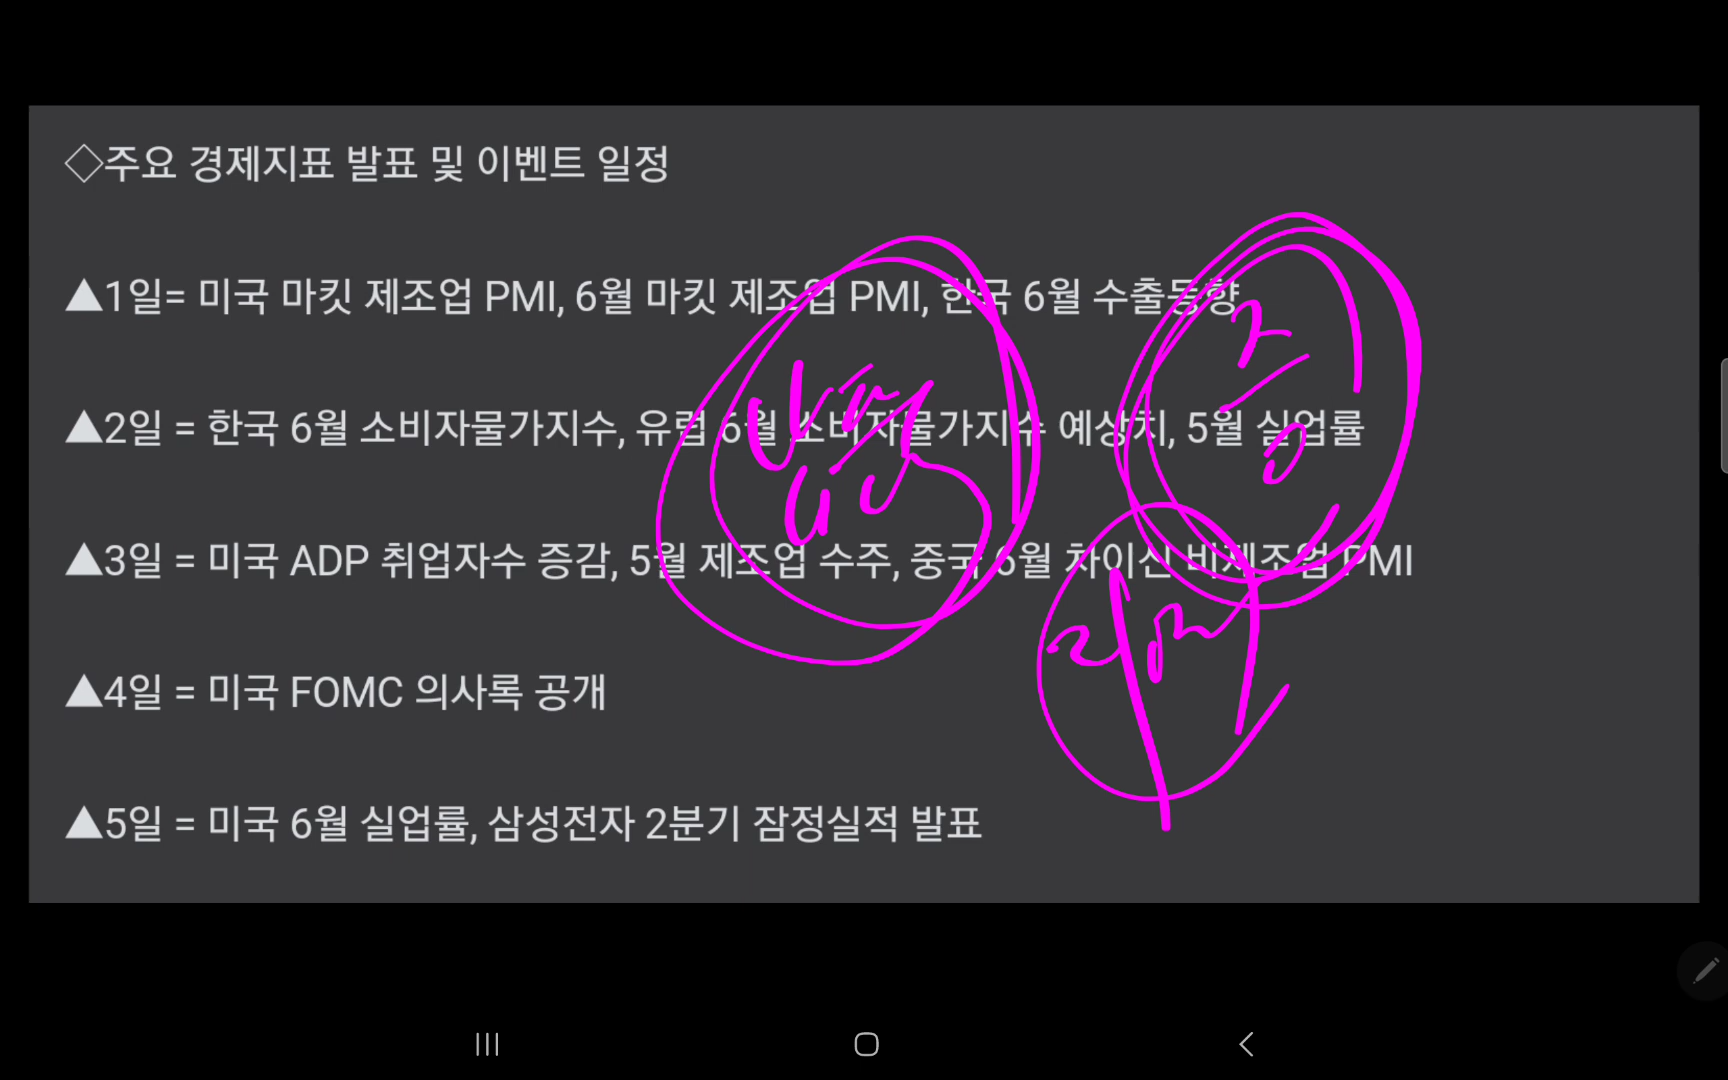 ◇주요 경제지표 발표 및 이벤트 일정
▲1일= 미국 마킷 제조업 PMI, 6월 마킷 제조업 PMI, 한국 6월 수출동향
▲2일 = 한국 6월 소비자물가지수, 유럽 6월 소비자물가지수 예상치, 5월 실업률
▲3일 = 미국 ADP 취업자수 증감, 5월 제조업 수주, 중국 6월 차이신 비제조업 PMI
▲4일 = 미국 FOMC 의사록 공개
▲5일 = 미국 6월 실업률, 삼성전자 2분기 잠정실적 발표